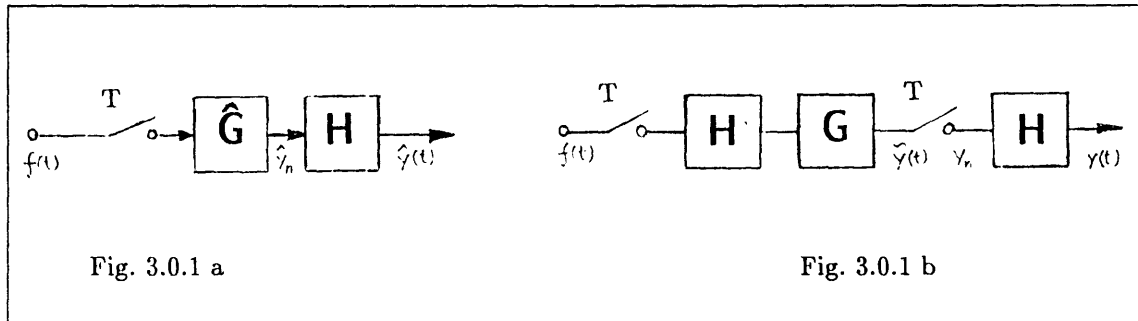 T
T
T
Ĝ
H
H
G
H
f(t)
ŷn
ŷ(t)
f(t)
ỹ(t)
yn
y(t)
Fig. 3.0.1 a
Fig. 3.0.1 b